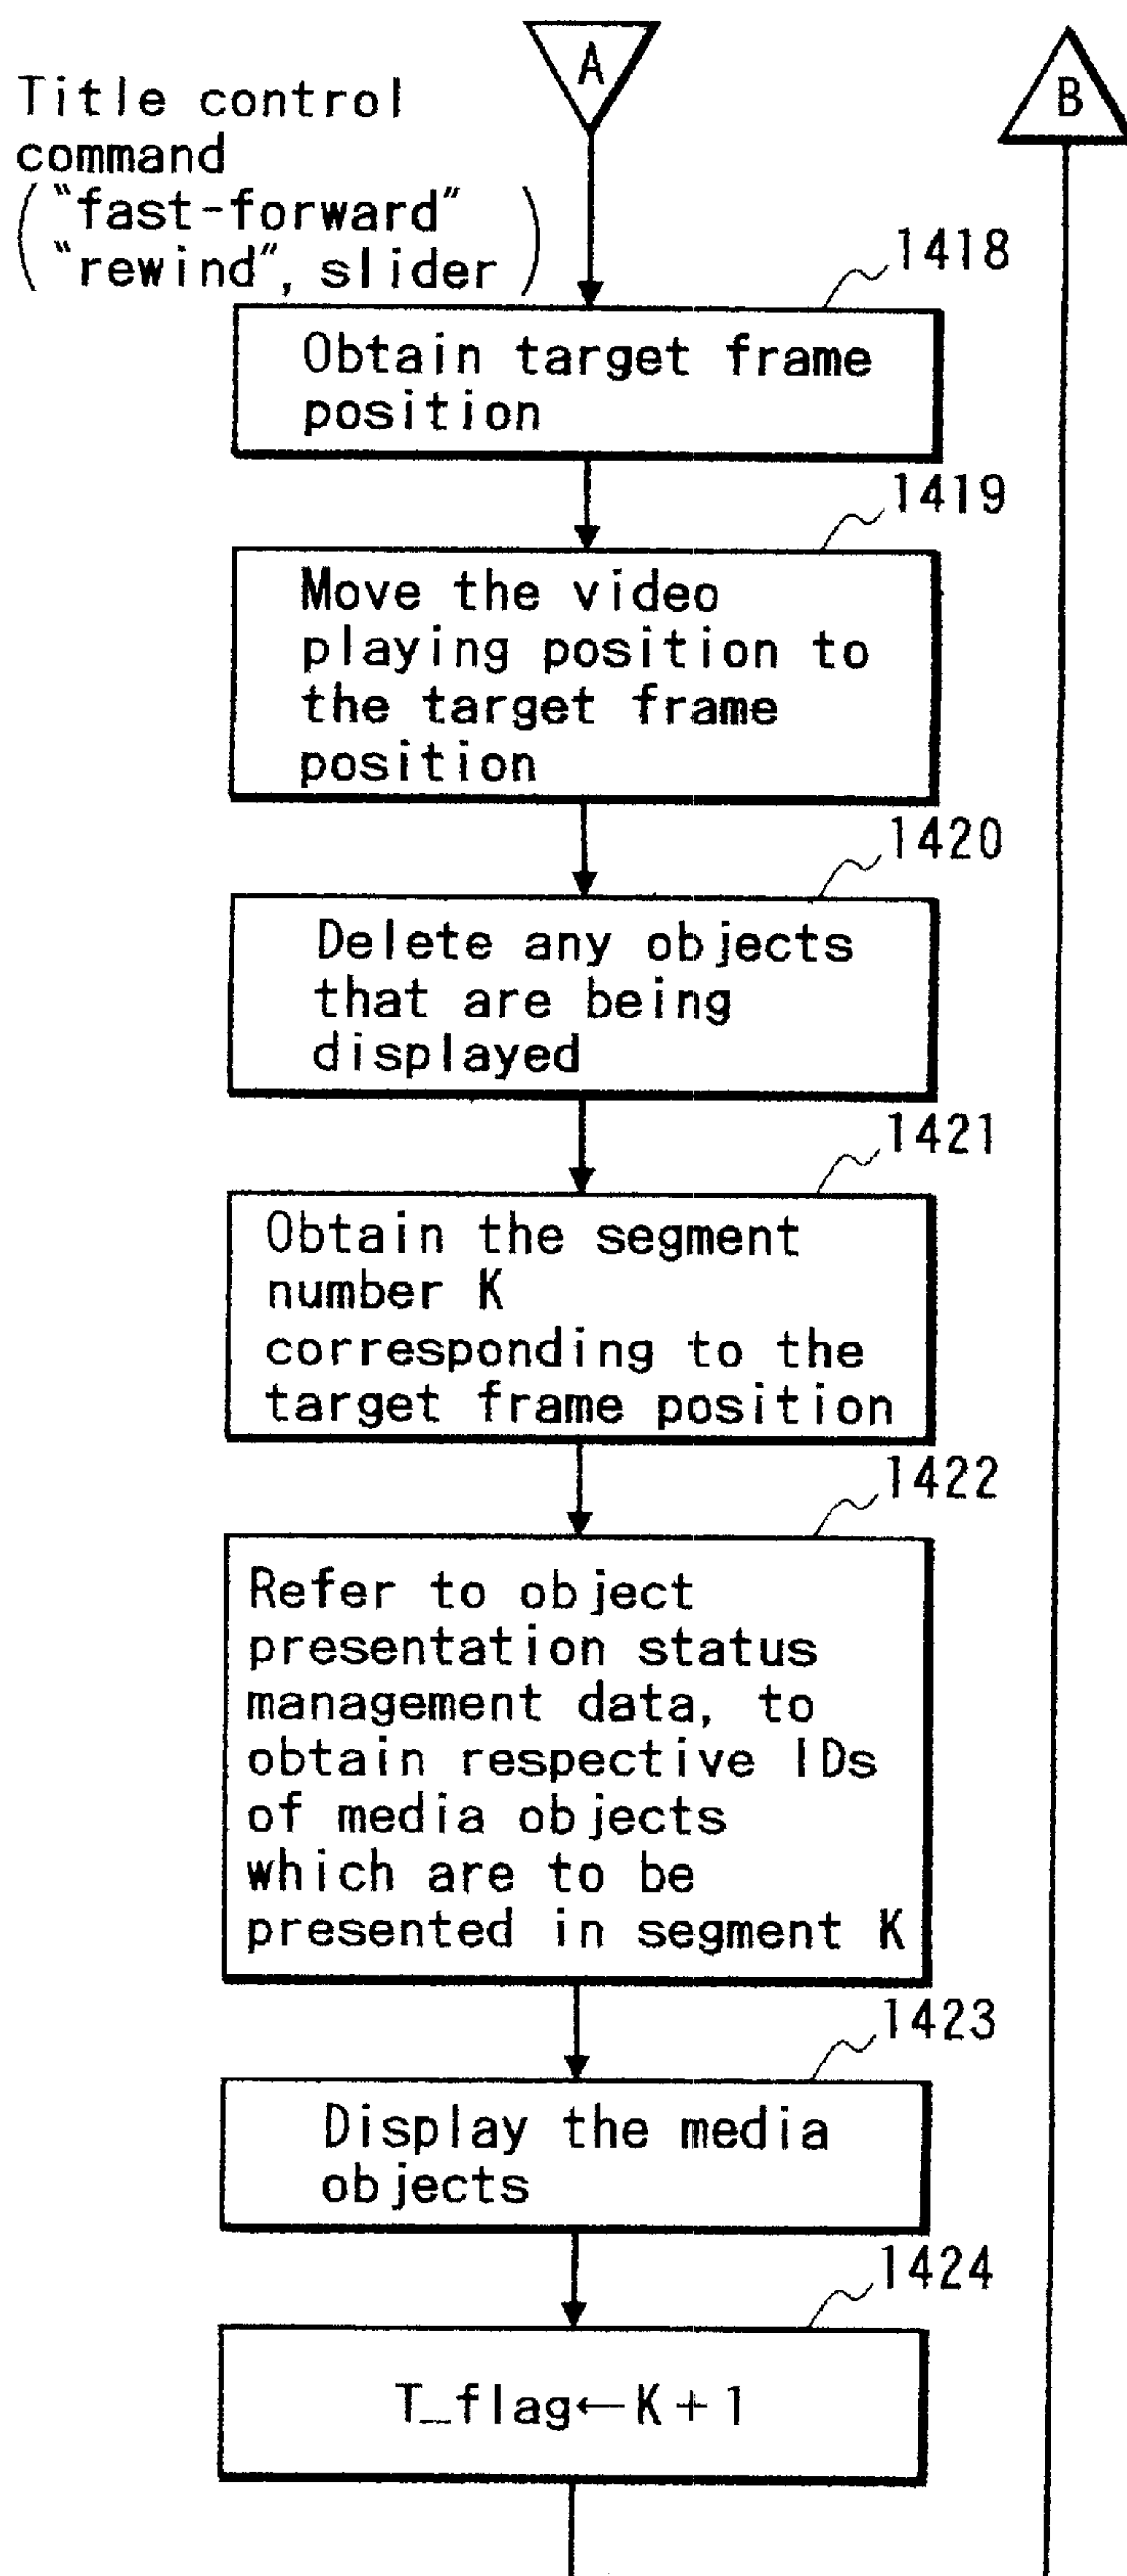 A
B
Title control
command
("fast-forward"
"rewind", slider)
1418
Obtain target frame
position
1419
Move the video
playing position to
the target frame
position
1420
Delete any objects
that are being
displayed
1421
Obtain the segment
number K
corresponding to the
target frame position
1422
Refer to object
presentation status
management data, to
obtain respective IDs
of media objects
which are to be
presented in segment K
1423
Display the media
objects
1424
T_flag←K+1